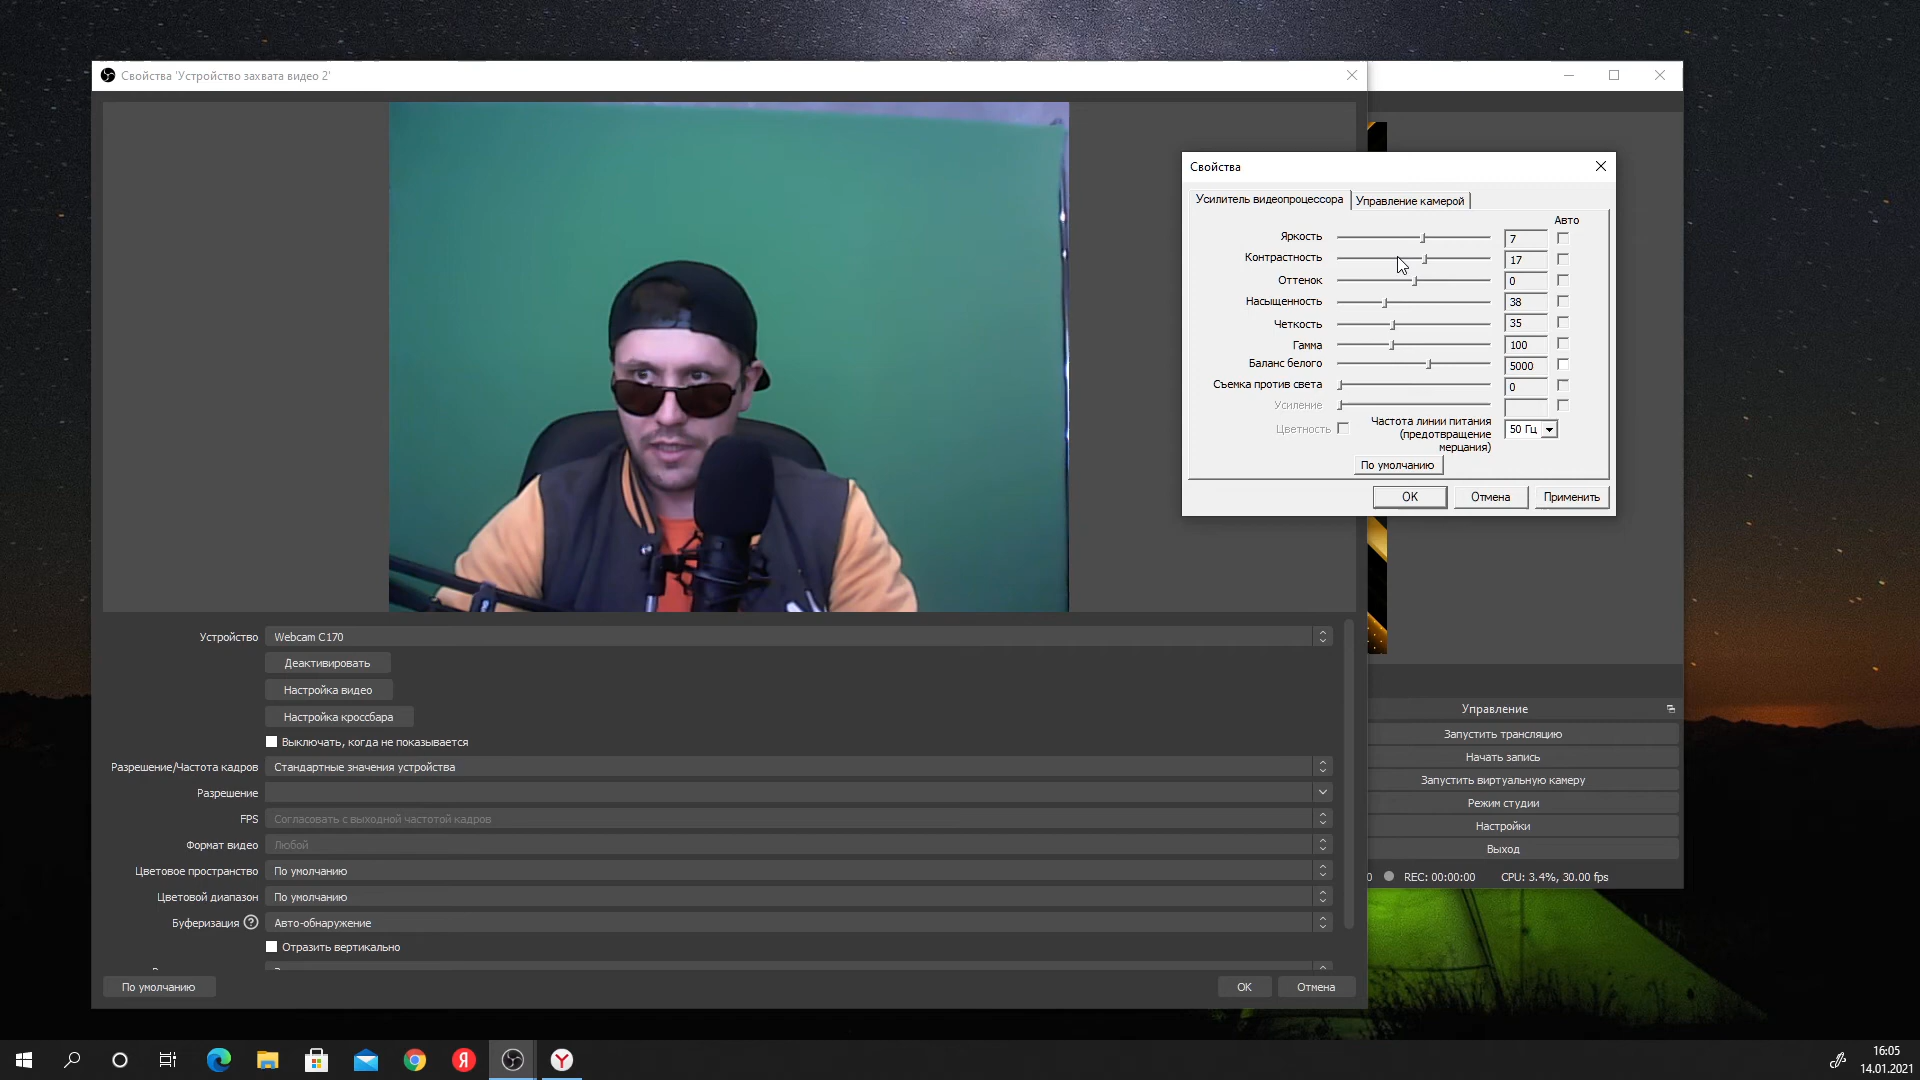 Свойства 'Устройство захвата видео 2'
Свойства
Усилитель видеопроцессора
Управление камерой
Авто
Яркость 7
Контрастность 17
Оттенок 0
Насыщенность 38
Четкость 35
Гамма 100
Баланс белого 5000
Съемка против света 0
Усиление
Цветность
Частота линии питания
(предотвращение
мерцания)
50 Гц
По умолчанию
OK
Отмена
Применить
Устройство Webcam C170
Деактивировать
Настройка видео
Настройка кроссбара
Выключать, когда не показывается
Разрешение/Частота кадров Стандартные значения устройства
Разрешение
FPS Согласовать с выходной частотой кадров
Формат видео Любой
Цветовое пространство По умолчанию
Цветовой диапазон По умолчанию
Буферизация ? Авто-обнаружение
Отразить вертикально
По умолчанию
OK
Отмена
Управление
Запустить трансляцию
Начать запись
Запустить виртуальную камеру
Режим студии
Настройки
Выход
0 REC: 00:00:00 CPU: 3.4%, 30.00 fps
Я
Y
16:05
14.01.2021